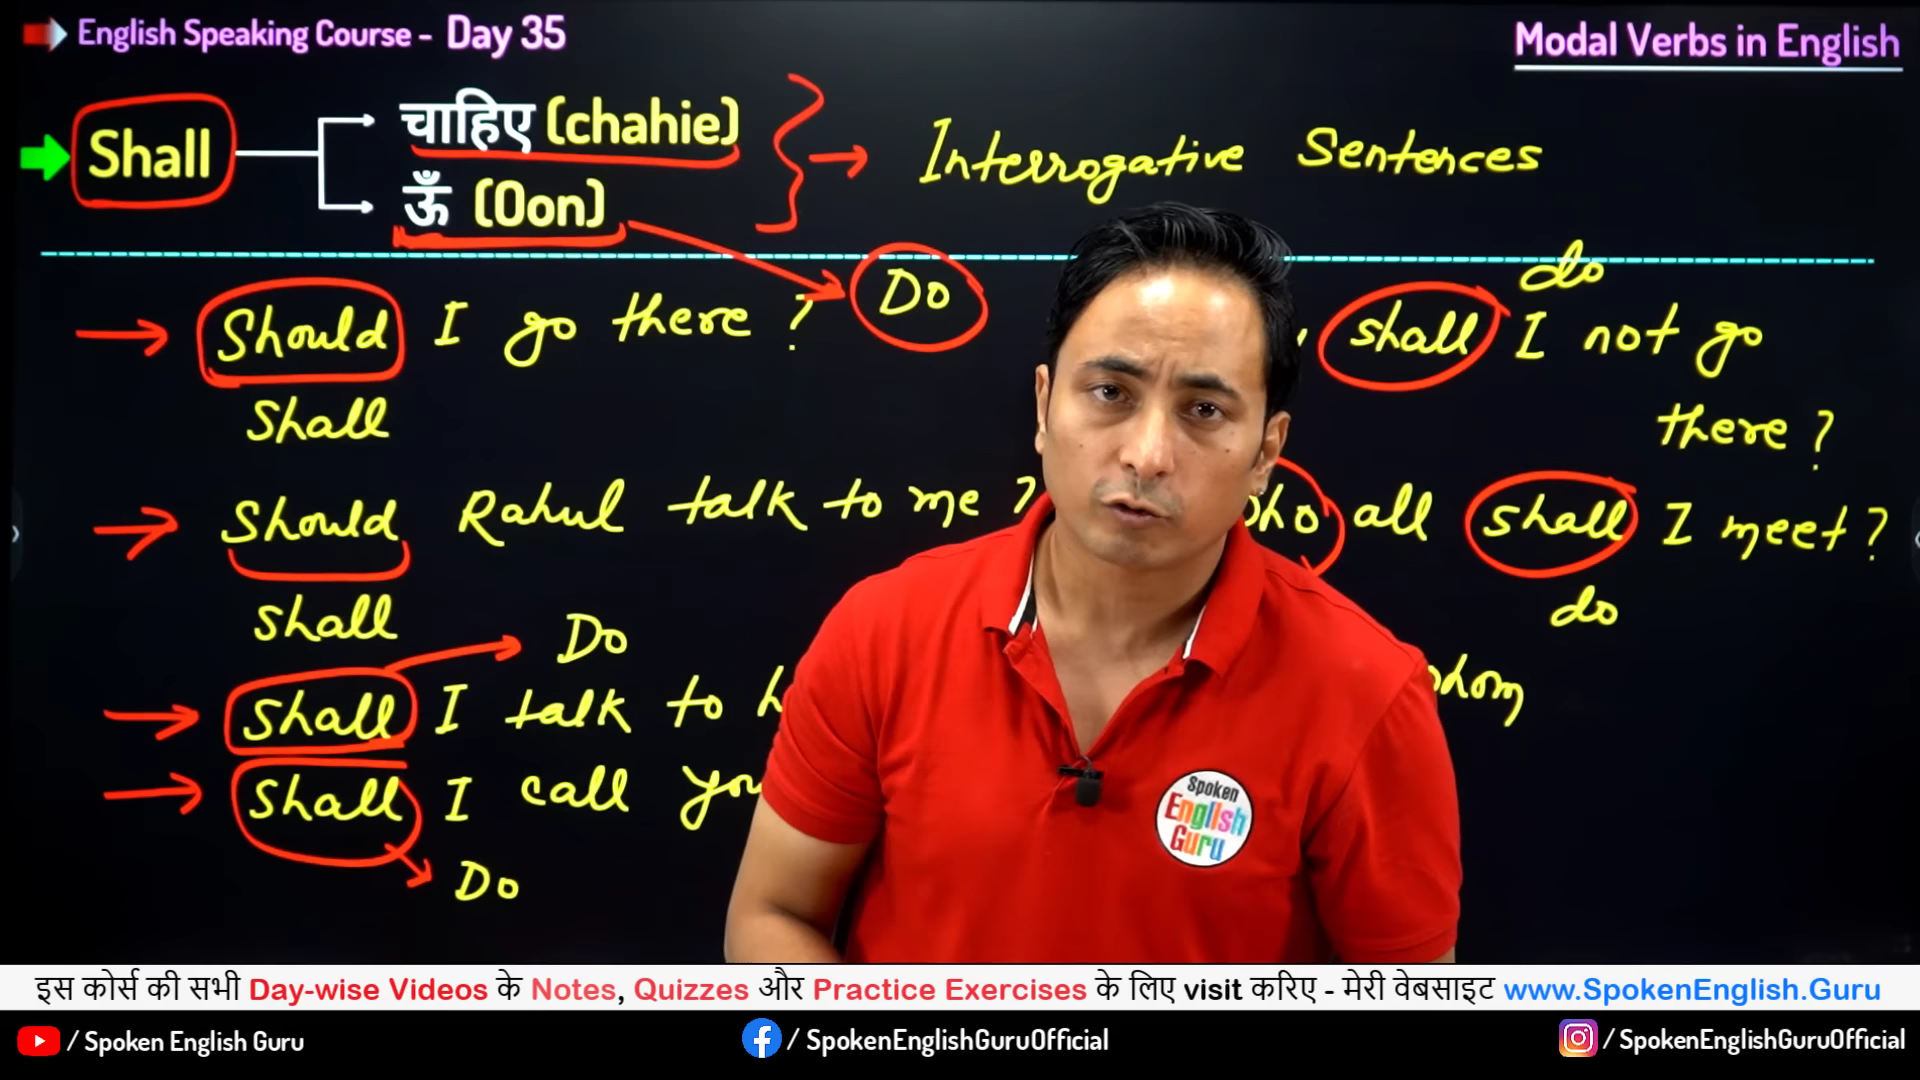 English Speaking Course - Day 35
Modal Verbs in English
Shall
चाहिए (chahie)
ऊँ (Oon)
Interrogative Sentences
Should I go there ?
Do
Shall
do
shall I not go
there ?
Should Rahul talk to me ?
shall
all shall I meet ?
do
Do
Shall I talk to
Shall I call
Do
Spoken
English
Guru
इस कोर्स की सभी Day-wise Videos के Notes, Quizzes और Practice Exercises के लिए visit करिए - मेरी वेबसाइट www.SpokenEnglish.Guru
/ Spoken English Guru
/ SpokenEnglishGuruOfficial
/ SpokenEnglishGuruOfficial